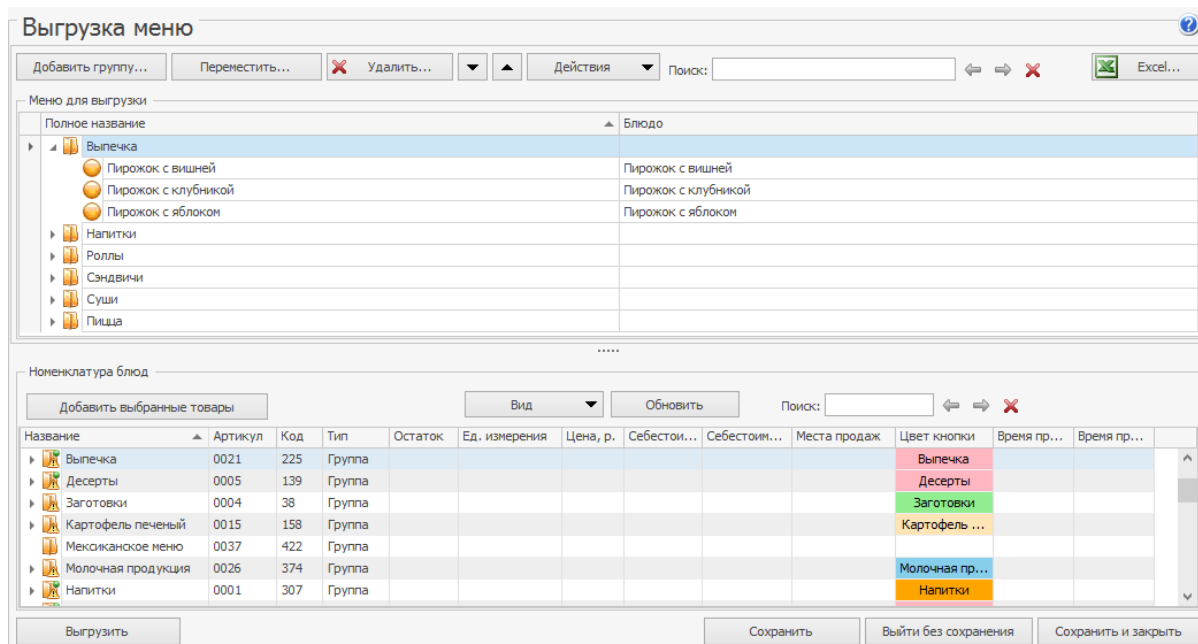 Выгрузка меню
Добавить группу... Переместить... Удалить... Действия Поиск: Excel...
Меню для выгрузки
Полное название Блюдо
Выпечка
Пирожок с вишней Пирожок с вишней
Пирожок с клубникой Пирожок с клубникой
Пирожок с яблоком Пирожок с яблоком
Напитки
Роллы
Сэндвичи
Суши
Пицца
Номенклатура блюд
Добавить выбранные товары Вид Обновить Поиск:
Название Артикул Код Тип Остаток Ед. измерения Цена, р. Себестои... Себестоим... Места продаж Цвет кнопки Время пр... Время пр...
Выпечка 0021 225 Группа Выпечка
Десерты 0005 139 Группа Десерты
Заготовки 0004 38 Группа Заготовки
Картофель печеный 0015 158 Группа Картофель ...
Мексиканское меню 0037 422 Группа
Молочная продукция 0026 374 Группа Молочная пр...
Напитки 0001 307 Группа Напитки
Выгрузить Сохранить Выйти без сохранения Сохранить и закрыть